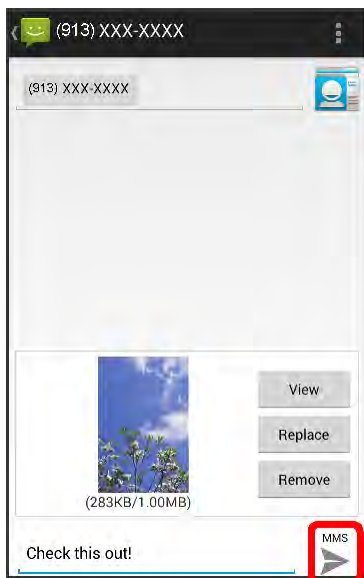 (913) XXX-XXXX
(913) XXX-XXXX
View
Replace
Remove
(283KB/1.00MB)
Check this out!
MMS